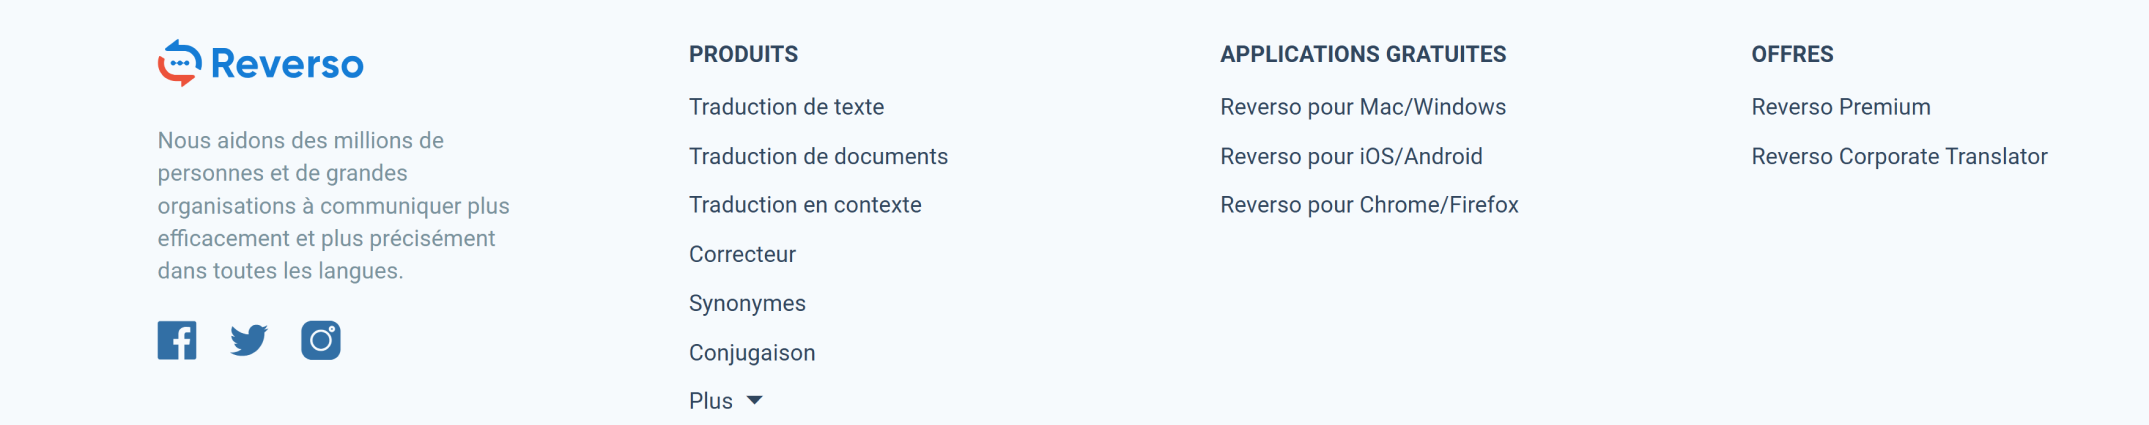 Reverso
Nous aidons des millions de
personnes et de grandes
organisations à communiquer plus
efficacement et plus précisément
dans toutes les langues.
PRODUITS
Traduction de texte
Traduction de documents
Traduction en contexte
Correcteur
Synonymes
Conjugaison
Plus
APPLICATIONS GRATUITES
Reverso pour Mac/Windows
Reverso pour iOS/Android
Reverso pour Chrome/Firefox
OFFRES
Reverso Premium
Reverso Corporate Translator